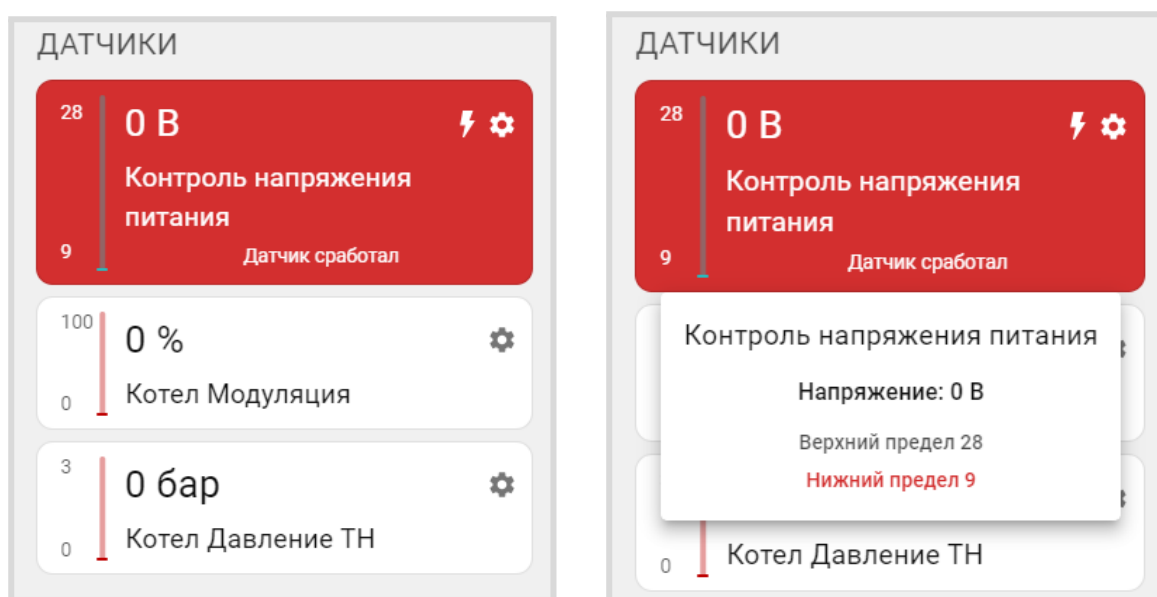 ДАТЧИКИ
28
0 В
Контроль напряжения
питания
9
Датчик сработал
100
0 %
0
Котел Модуляция
3
0 бар
0
Котел Давление ТН
ДАТЧИКИ
28
0 В
Контроль напряжения
питания
9
Датчик сработал
Контроль напряжения питания
Напряжение: 0 В
Верхний предел 28
Нижний предел 9
0
Котел Давление ТН